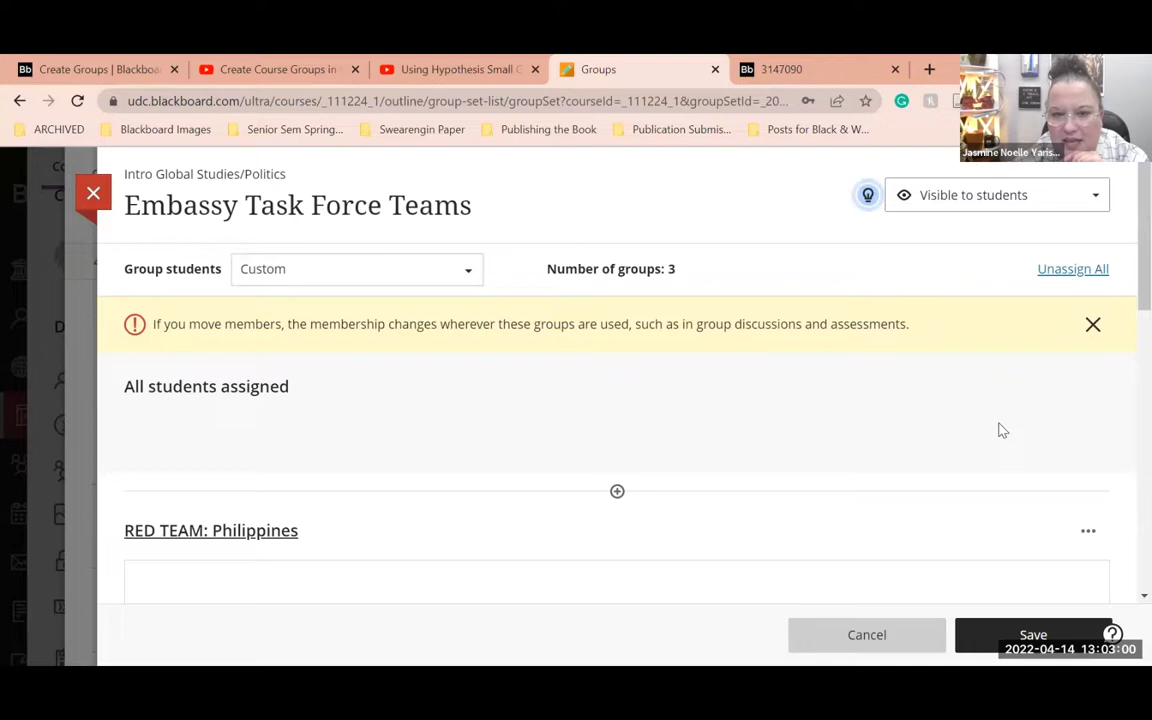 Bb Create Groups | Blackboa
Create Course Groups in
Using Hypothesis Small G
Groups
Bb 3147090
udc.blackboard.com/ultra/courses/_111224_1/outline/group-set-list/groupSet?courseId=_111224_1&groupSetId=_20...
ARCHIVED
Blackboard Images
Senior Sem Spring...
Swearengin Paper
Publishing the Book
Publication Submis...
Posts for Black & W...
Jasmine Noelle Yaris...
Intro Global Studies/Politics
Embassy Task Force Teams
Visible to students
Group students
Custom
Number of groups: 3
Unassign All
If you move members, the membership changes wherever these groups are used, such as in group discussions and assessments.
All students assigned
RED TEAM: Philippines
Cancel
Save
2022-04-14 13:03:00